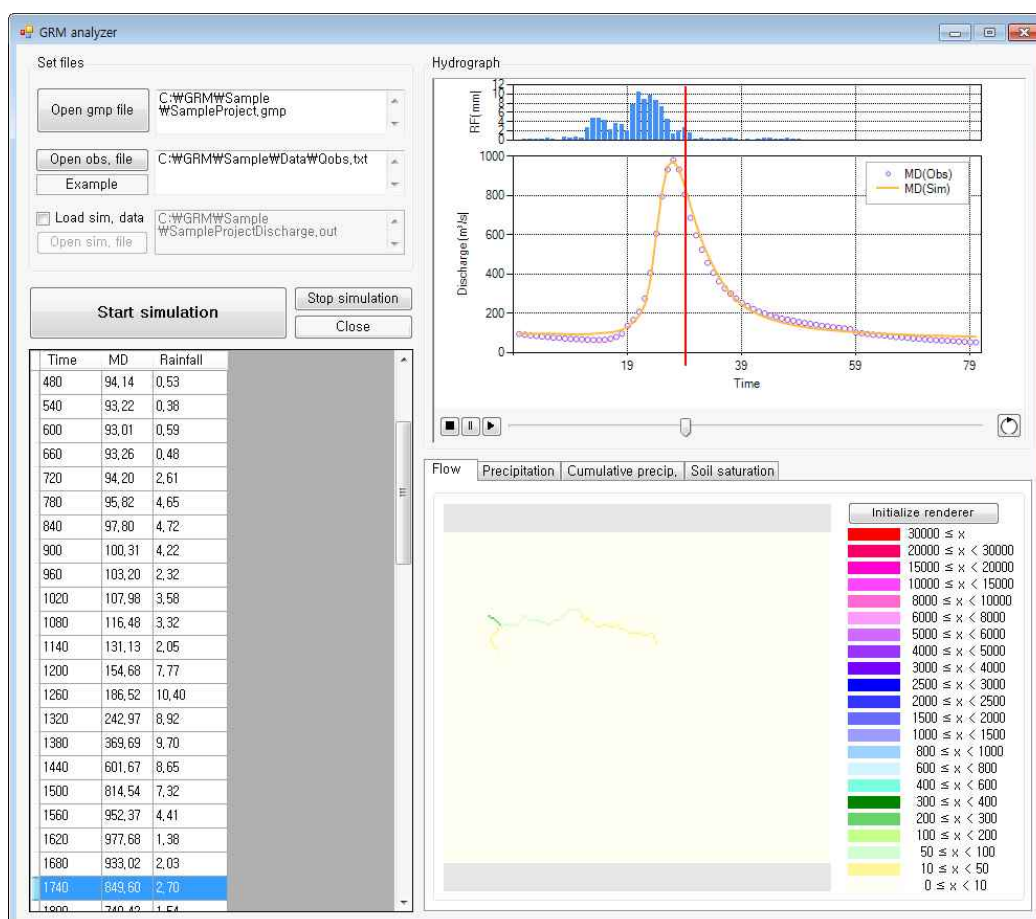 GRM analyzer
Set files
Open gmp file
C:₩GRM₩Sample
₩SampleProject,gmp
Open obs, file
C:₩GRM₩Sample₩Data₩Qobs,txt
Example
Load sim, data
C:₩GRM₩Sample
₩SampleProjectDischarge,out
Open sim, file
Start simulation
Stop simulation
Close
Time MD Rainfall
480 94,14 0,53
540 93,22 0,38
600 93,01 0,59
660 93,26 0,48
720 94,20 2,61
780 95,82 4,65
840 97,80 4,72
900 100,31 4,22
960 103,20 2,32
1020 107,98 3,58
1080 116,48 3,32
1140 131,13 2,05
1200 154,68 7,77
1260 186,52 10,40
1320 242,97 8,92
1380 369,69 9,70
1440 601,67 8,65
1500 814,54 7,32
1560 952,37 4,41
1620 977,68 1,38
1680 933,02 2,03
1740 849,60 2,70
1800 740,42 1,54
Hydrograph
RF[mm]
12
10
8
6
4
2
0
Discharge(m³/s)
1000
800
600
400
200
0
MD(Obs)
MD(Sim)
19 39 59 79
Time
Flow Precipitation Cumulative precip, Soil saturation
Initialize renderer
30000 ≤ x
20000 ≤ x < 30000
15000 ≤ x < 20000
10000 ≤ x < 15000
8000 ≤ x < 10000
6000 ≤ x < 8000
5000 ≤ x < 6000
4000 ≤ x < 5000
3000 ≤ x < 4000
2500 ≤ x < 3000
2000 ≤ x < 2500
1500 ≤ x < 2000
1000 ≤ x < 1500
800 ≤ x < 1000
600 ≤ x < 800
400 ≤ x < 600
300 ≤ x < 400
200 ≤ x < 300
100 ≤ x < 200
50 ≤ x < 100
10 ≤ x < 50
0 ≤ x < 10